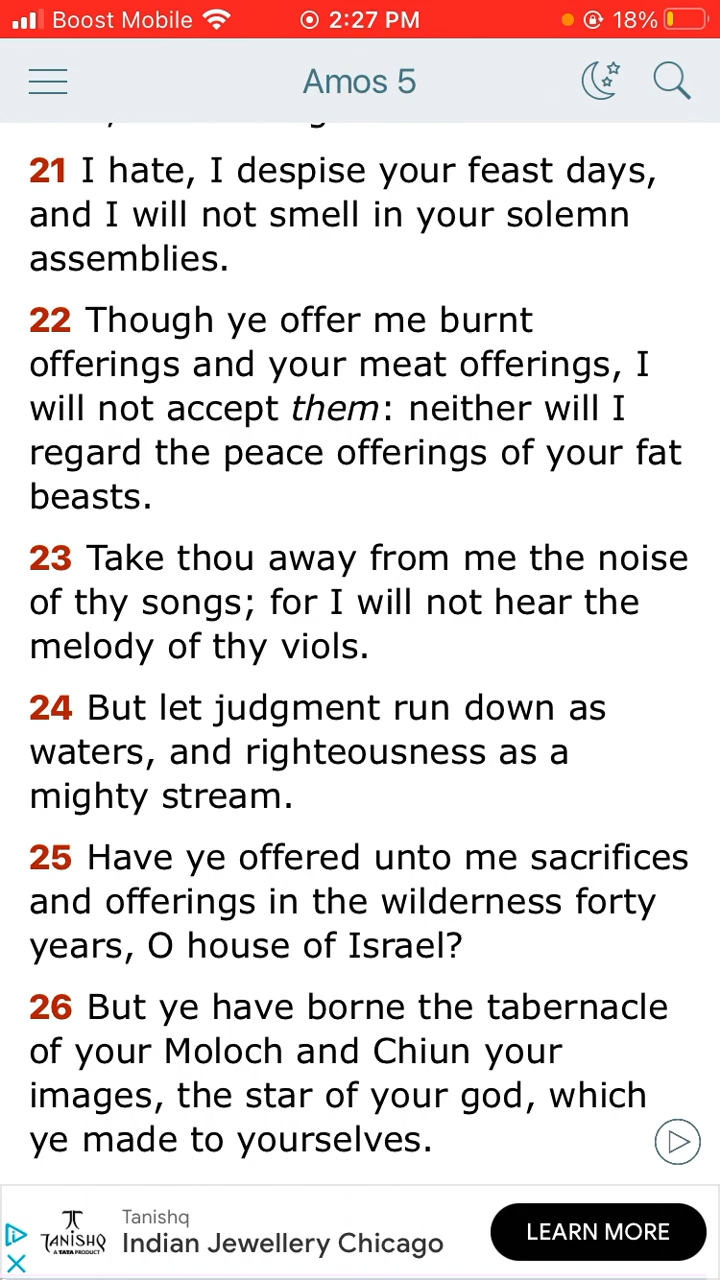 Boost Mobile 2:27 PM 18%
Amos 5
21 I hate, I despise your feast days,
and I will not smell in your solemn
assemblies.
22 Though ye offer me burnt
offerings and your meat offerings, I
will not accept them: neither will I
regard the peace offerings of your fat
beasts.
23 Take thou away from me the noise
of thy songs; for I will not hear the
melody of thy viols.
24 But let judgment run down as
waters, and righteousness as a
mighty stream.
25 Have ye offered unto me sacrifices
and offerings in the wilderness forty
years, O house of Israel?
26 But ye have borne the tabernacle
of your Moloch and Chiun your
images, the star of your god, which
ye made to yourselves.
TANISHQ
A TATA PRODUCT
Tanishq
Indian Jewellery Chicago
LEARN MORE